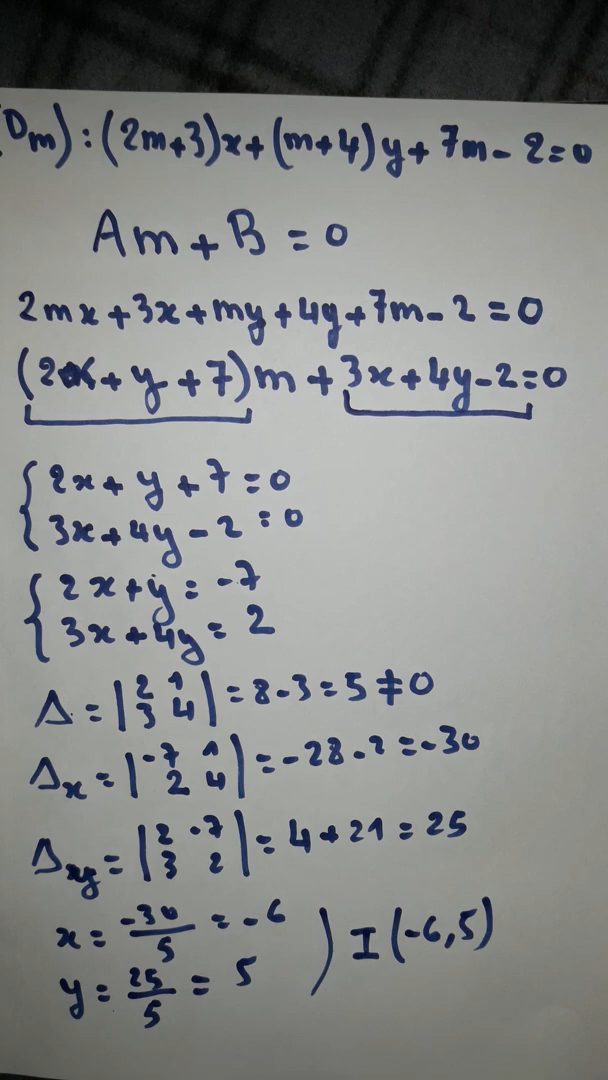 (Dm): (2m+3)x+(m+4)y+7m-2=0
Am+B=0
2mx+3x+my+4y+7m-2=0
(2x+y+7)m+3x+4y-2=0
{2x+y+7=0
3x+4y-2=0
{2x+y=-7
3x+4y=2
Δ=|2 1
3 4|=8-3=5≠0
Δx=|-7 1
2 4|=-28-2=-30
Δy=|2 -7
3 2|=4+21=25
x=-30/5=-6
y=25/5=5
) I(-6,5)